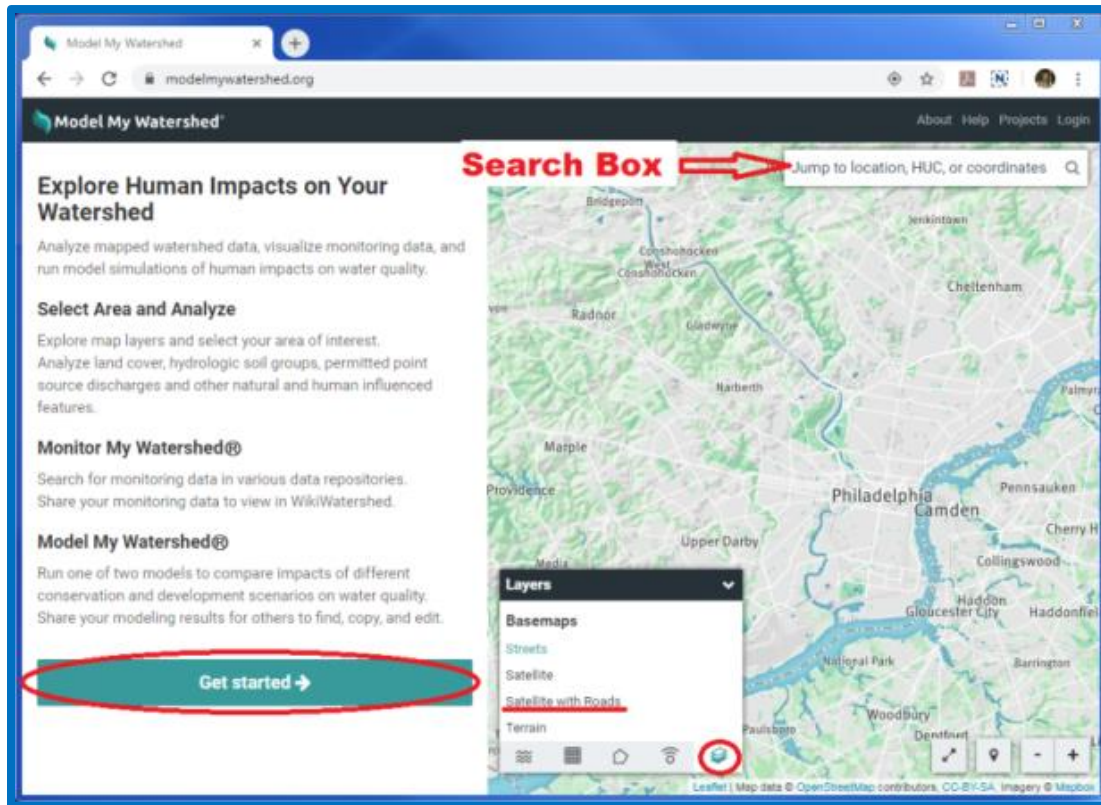 Model My Watershed
modelmywatershed.org
Model My Watershed®
About Help Projects Login
Search Box
Jump to location, HUC, or coordinates
Explore Human Impacts on Your
Watershed
Analyze mapped watershed data, visualize monitoring data, and
run model simulations of human impacts on water quality.
Select Area and Analyze
Explore map layers and select your area of interest.
Analyze land cover, hydrologic soil groups, permitted point
source discharges and other natural and human influenced
features.
Monitor My Watershed®
Search for monitoring data in various data repositories.
Share your monitoring data to view in WikiWatershed.
Model My Watershed®
Run one of two models to compare impacts of different
conservation and development scenarios on water quality.
Share your modeling results for others to find, copy, and edit.
Get started
Bridgeport
Jenkintown
Conshohocken
West
Conshohocken
Cheltenham
Radnor
Gladwyne
Narberth
Palmyra
Marple
Providence
Philadelphia
Pennsauken
Camden
Cherry H
Upper Darby
Collingswood
Media
Haddon
Gloucester City
Haddonfiel
National Park
Barrington
Woodbury
Paulsboro
Deptford
Layers
Basemaps
Streets
Satellite
Satellite with Roads
Terrain
- +
Leaflet | Map data © OpenStreetMap contributors, CC-BY-SA, Imagery © Mapbox